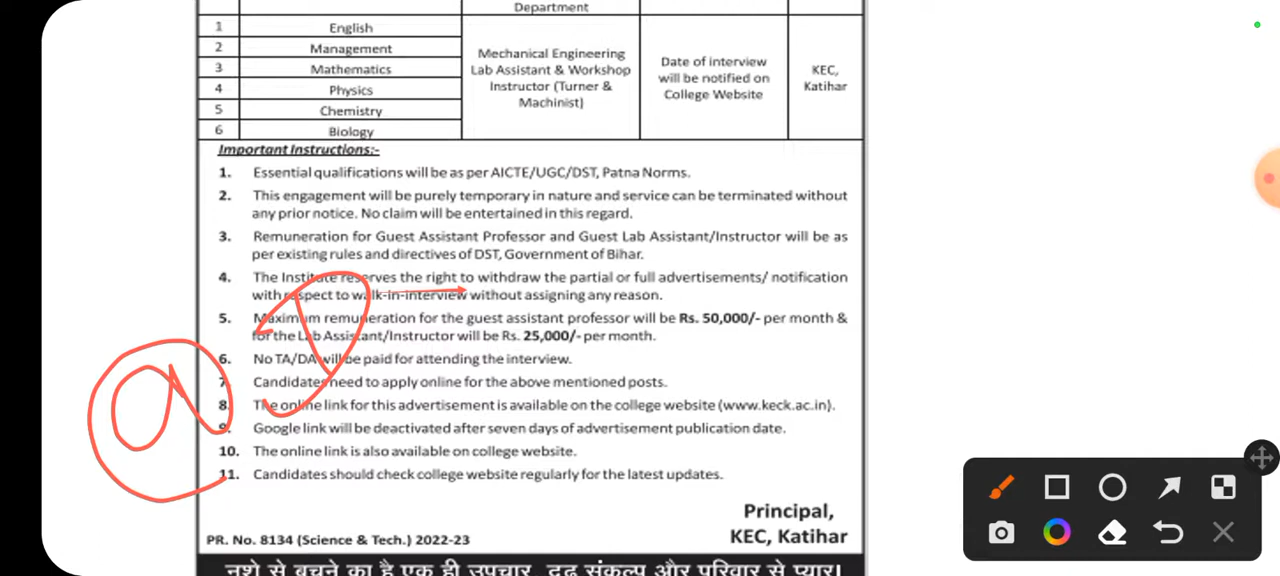 Department
1 English
2 Management
3 Mathematics
4 Physics
5 Chemistry
6 Biology
Mechanical Engineering
Lab Assistant & Workshop
Instructor (Turner &
Machinist)
Date of interview
will be notified on
College Website
KEC,
Katihar
Important Instructions:-
1. Essential qualifications will be as per AICTE/UGC/DST, Patna Norms.
2. This engagement will be purely temporary in nature and service can be terminated without
any prior notice. No claim will be entertained in this regard.
3. Remuneration for Guest Assistant Professor and Guest Lab Assistant/Instructor will be as
per existing rules and directives of DST, Government of Bihar.
4. The Institute reserves the right to withdraw the partial or full advertisements/ notification
with respect to walk-in-interview without assigning any reason.
5. Maximum remuneration for the guest assistant professor will be Rs. 50,000/- per month &
for the Lab Assistant/Instructor will be Rs. 25,000/- per month.
6. No TA/DA will be paid for attending the interview.
7. Candidates need to apply online for the above mentioned posts.
8. The online link for this advertisement is available on the college website (www.keck.ac.in).
9. Google link will be deactivated after seven days of advertisement publication date.
10. The online link is also available on college website.
11. Candidates should check college website regularly for the latest updates.
Principal,
KEC, Katihar
PR. No. 8134 (Science & Tech.) 2022-23
नशे से बचने का है एक ही उपचार, दृढ़ संकल्प और परिवार से प्यार।